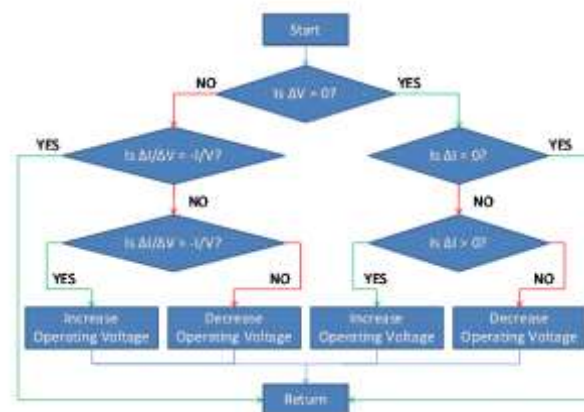 Start
NO
Is ΔV = 0?
YES
YES
Is ΔI/ΔV = -I/V?
Is ΔI = 0?
YES
NO
NO
Is ΔI/ΔV = -I/V?
Is ΔI > 0?
YES
NO
YES
NO
Increase
Operating Voltage
Decrease
Operating Voltage
Increase
Operating Voltage
Decrease
Operating Voltage
Return